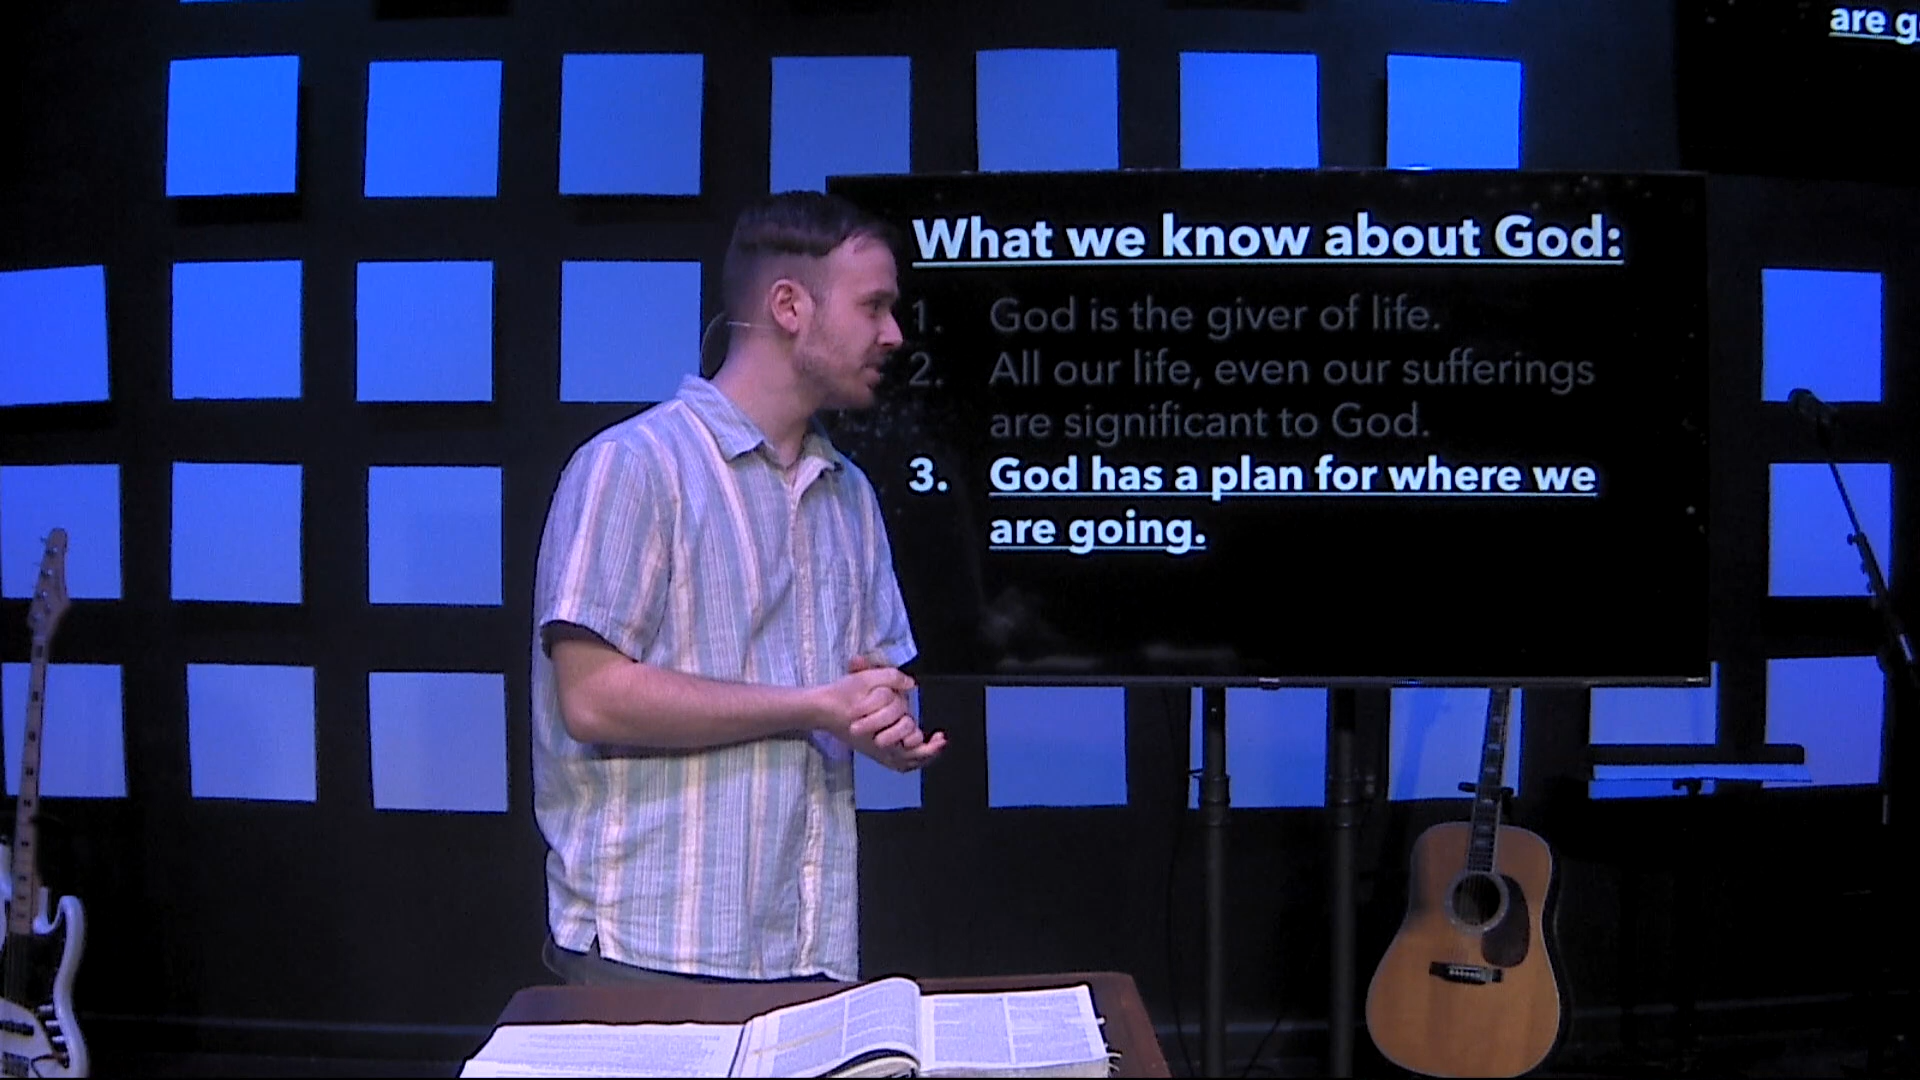 are g
What we know about God:
1. God is the giver of life.
2. All our life, even our sufferings
are significant to God.
3. God has a plan for where we
are going.